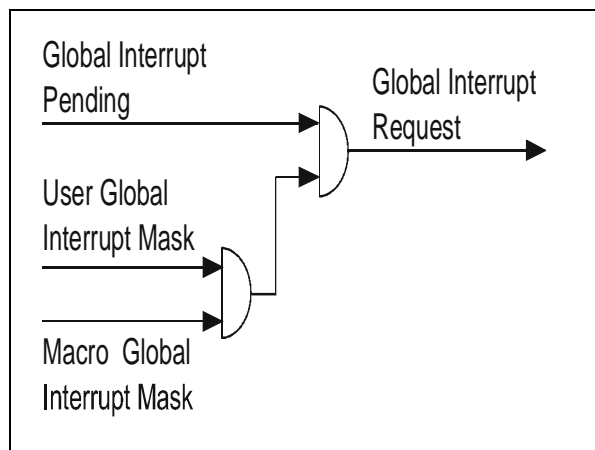 Global Interrupt
Pending
Global Interrupt
Request
User Global
Interrupt Mask
Macro Global
Interrupt Mask